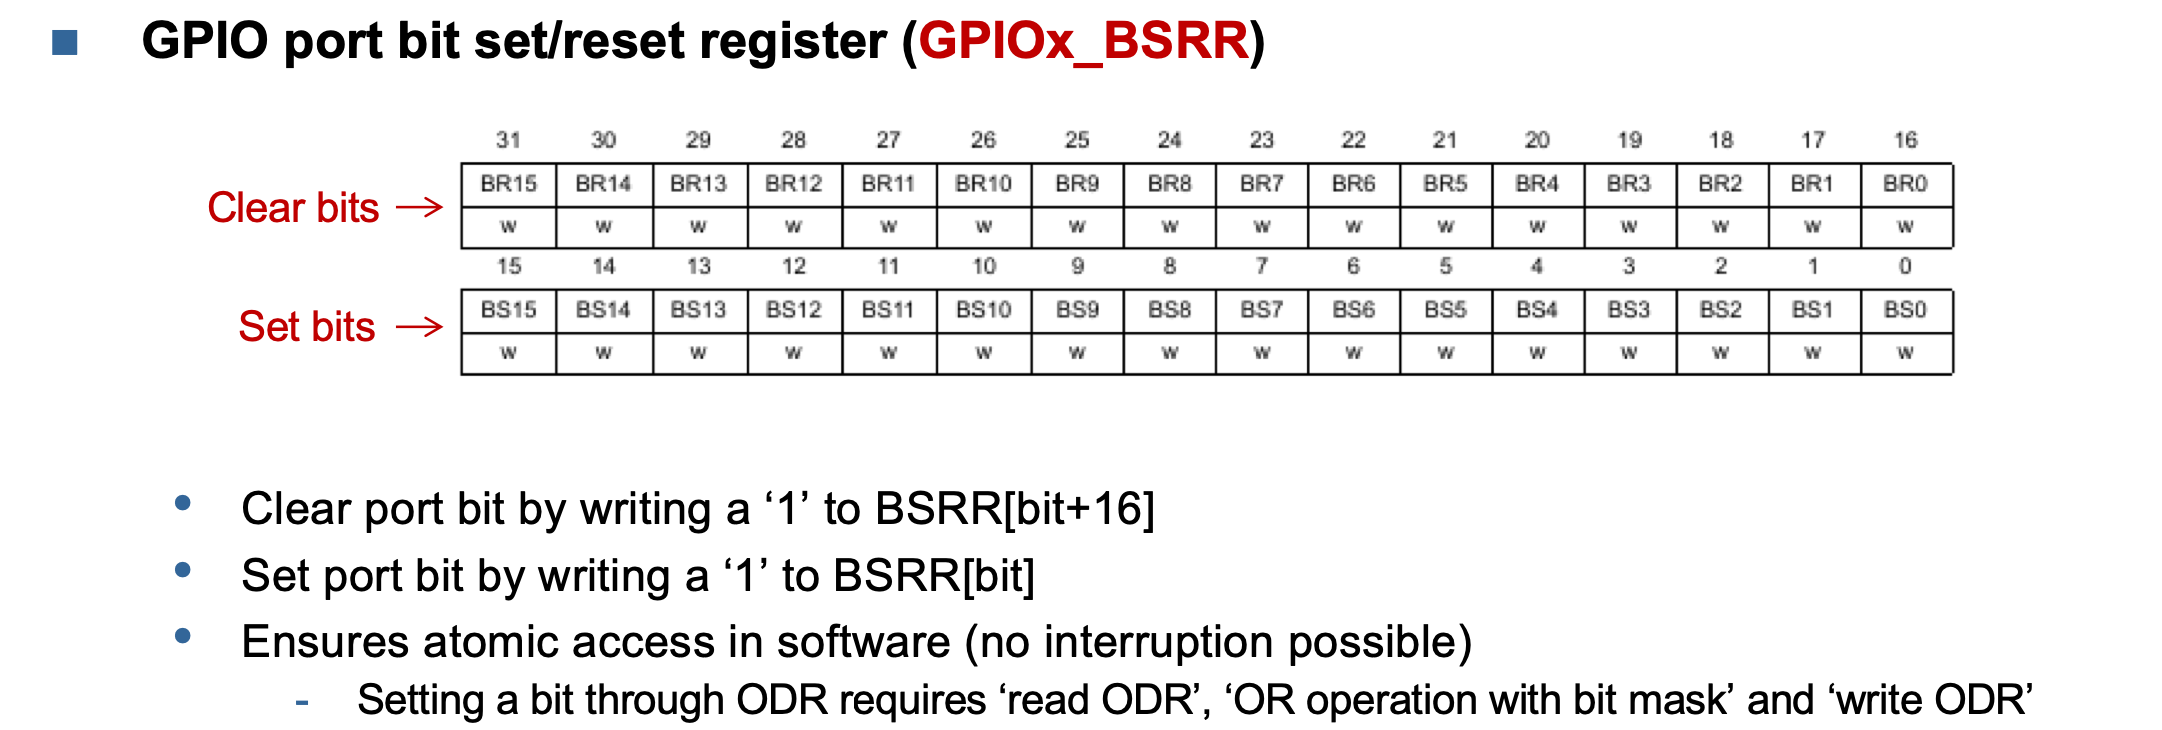 GPIO port bit set/reset register (GPIOx_BSRR)
31 30 29 28 27 26 25 24 23 22 21 20 19 18 17 16
Clear bits → BR15 BR14 BR13 BR12 BR11 BR10 BR9 BR8 BR7 BR6 BR5 BR4 BR3 BR2 BR1 BR0
w w w w w w w w w w w w w w w w
15 14 13 12 11 10 9 8 7 6 5 4 3 2 1 0
Set bits → BS15 BS14 BS13 BS12 BS11 BS10 BS9 BS8 BS7 BS6 BS5 BS4 BS3 BS2 BS1 BS0
w w w w w w w w w w w w w w w w
• Clear port bit by writing a ‘1’ to BSRR[bit+16]
• Set port bit by writing a ‘1’ to BSRR[bit]
• Ensures atomic access in software (no interruption possible)
- Setting a bit through ODR requires ‘read ODR’, ‘OR operation with bit mask’ and ‘write ODR’